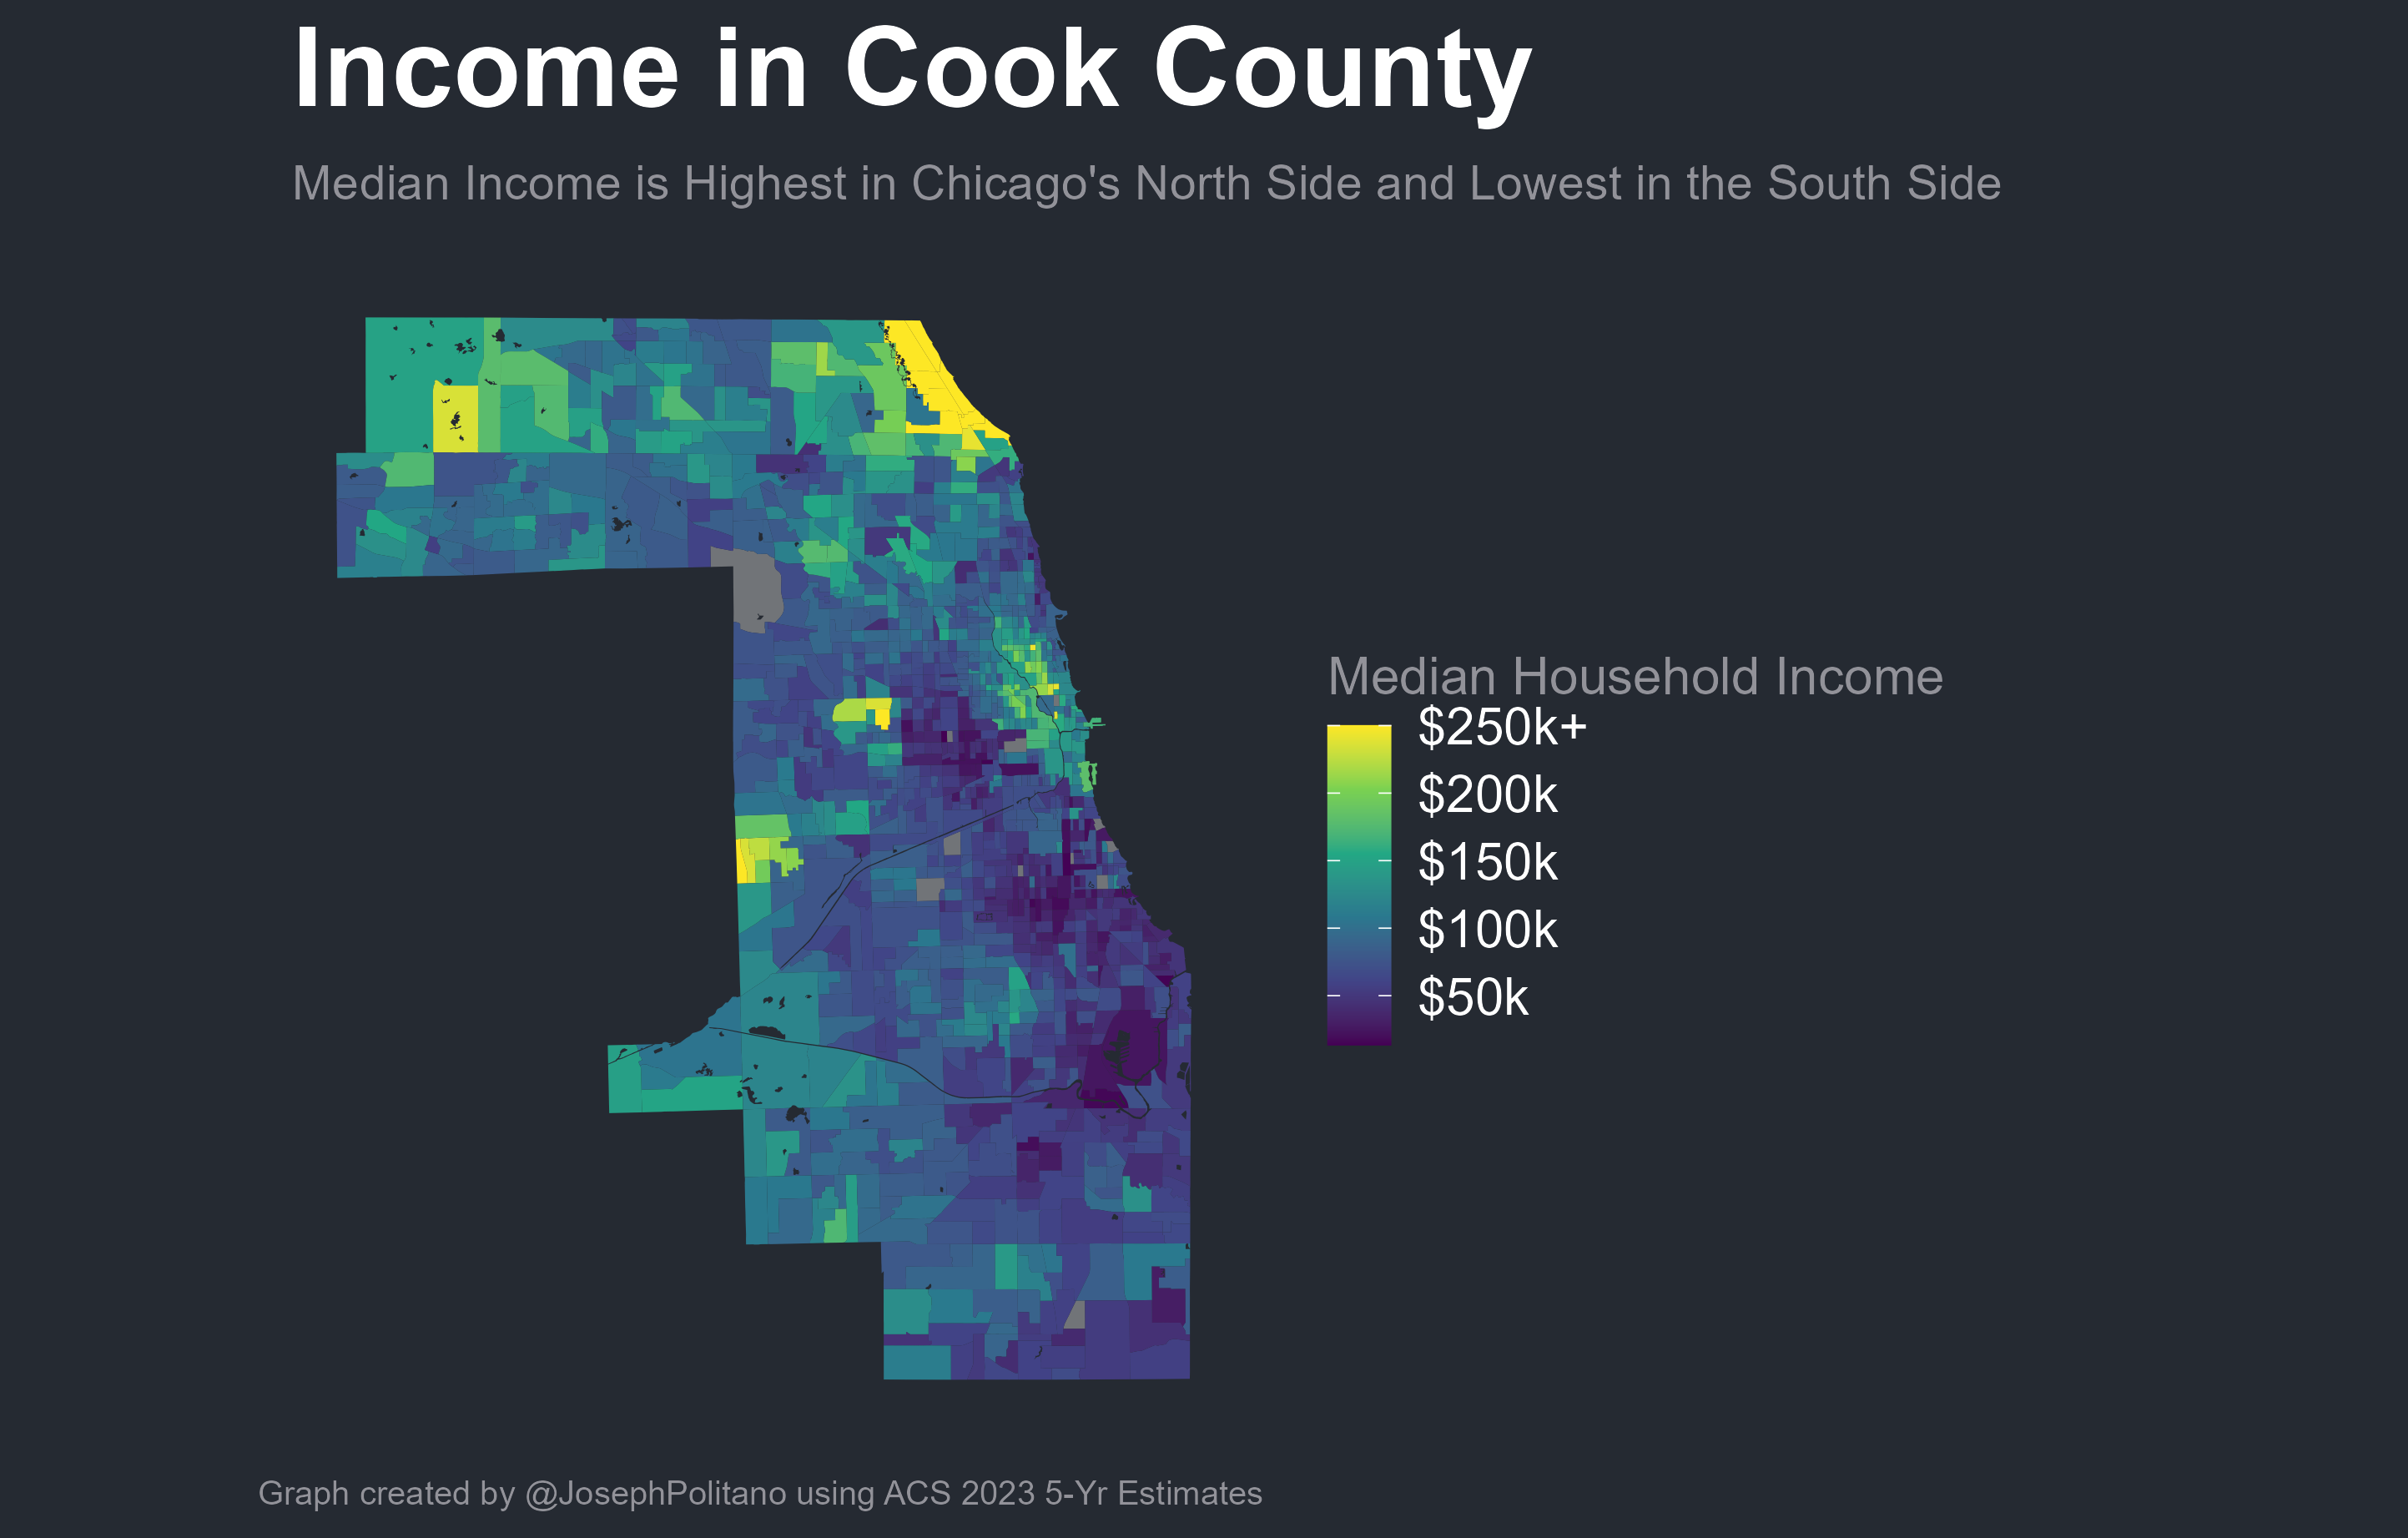 Income in Cook County
Median Income is Highest in Chicago's North Side and Lowest in the South Side
Median Household Income
$250k+
$200k
$150k
$100k
$50k
Graph created by @JosephPolitano using ACS 2023 5-Yr Estimates